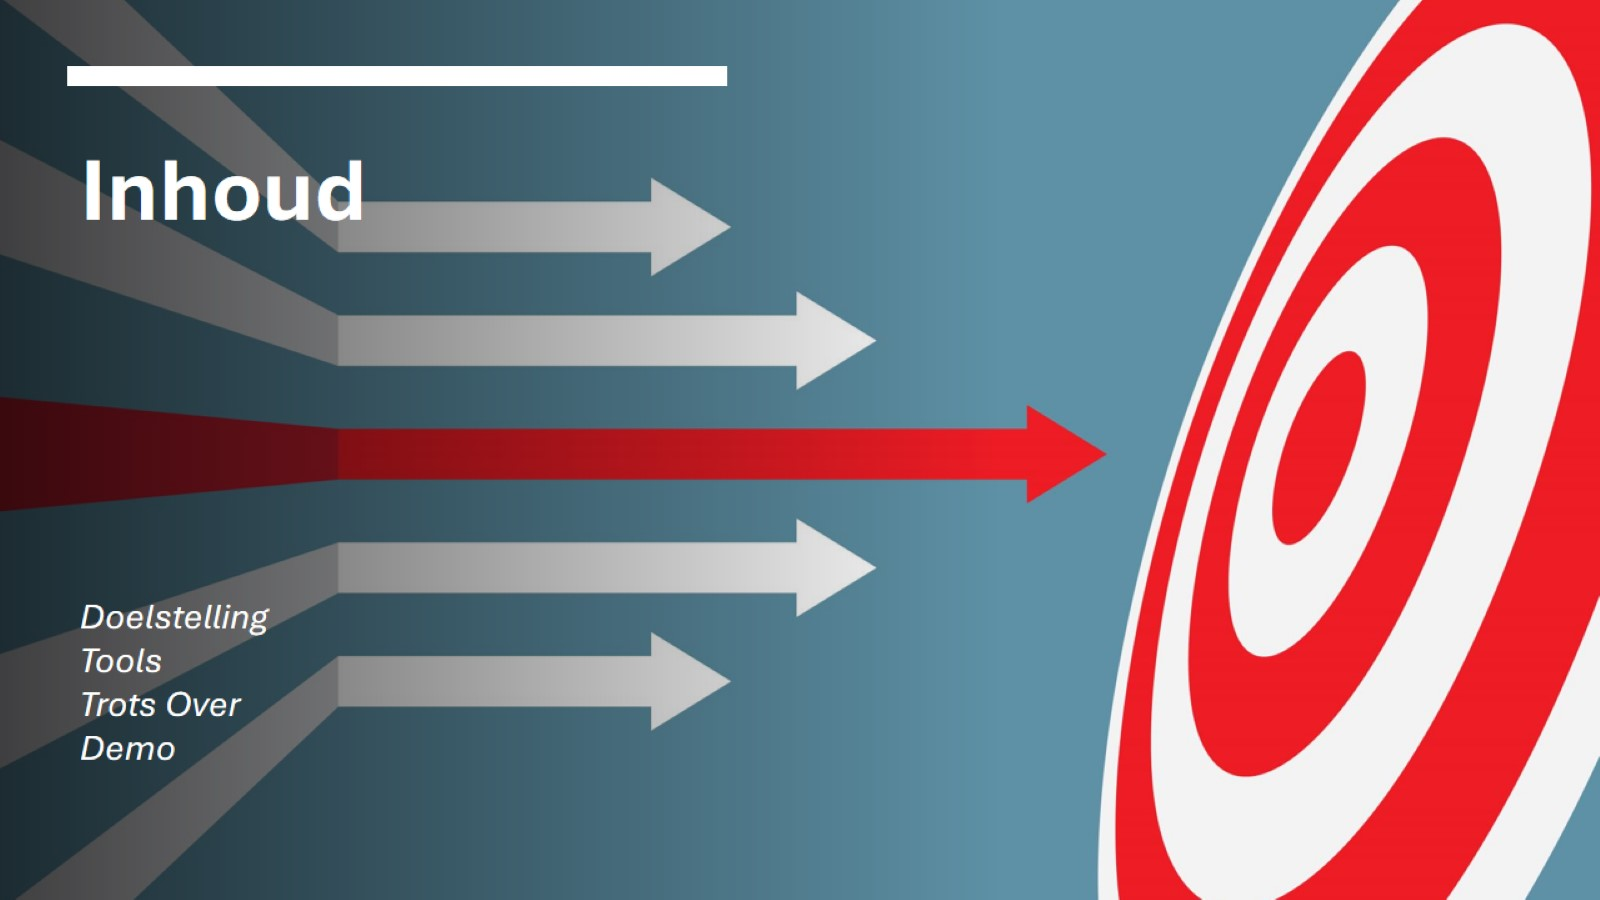 Inhoud
Doelstelling
Tools
Trots Over
Demo